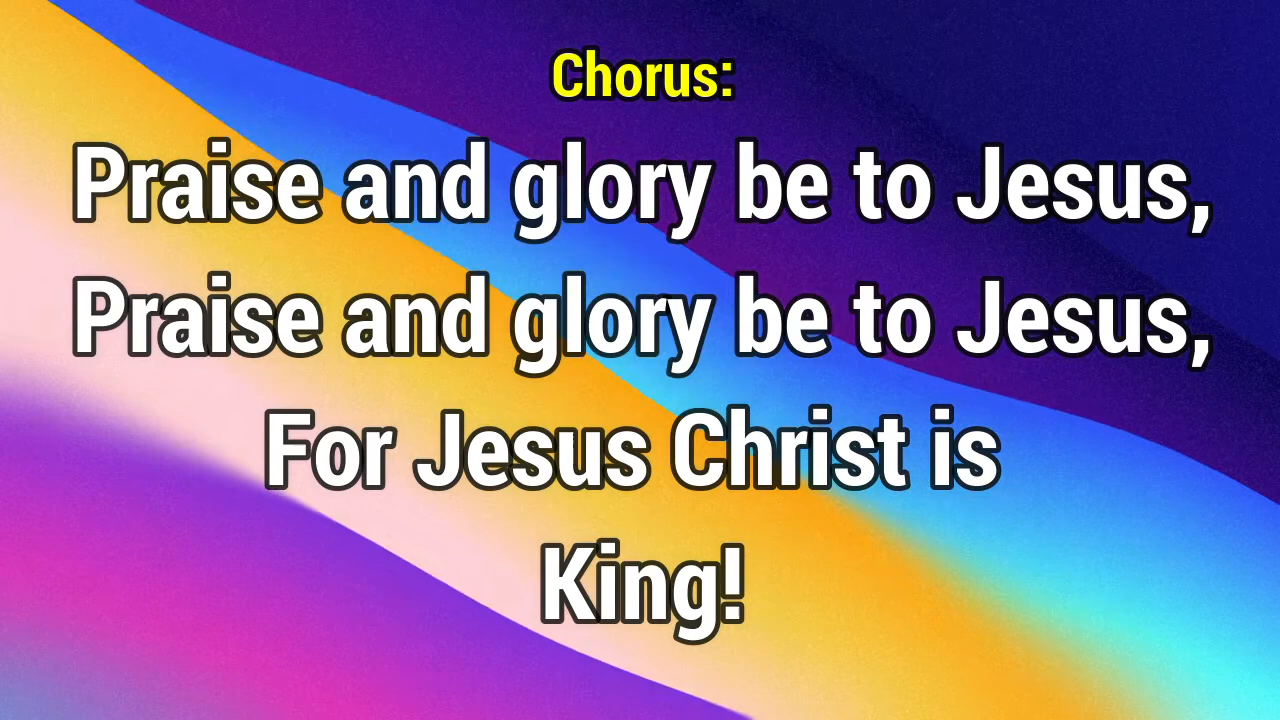 Chorus:
Praise and glory be to Jesus,
Praise and glory be to Jesus,
For Jesus Christ is
King!